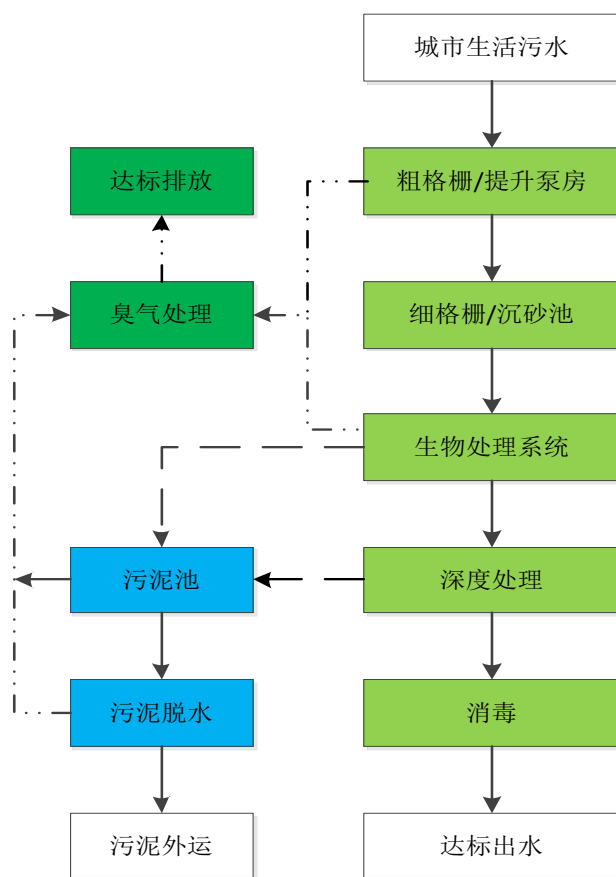 城市生活污水
达标排放
粗格栅/提升泵房
臭气处理
细格栅/沉砂池
生物处理系统
污泥池
深度处理
污泥脱水
消毒
污泥外运
达标出水